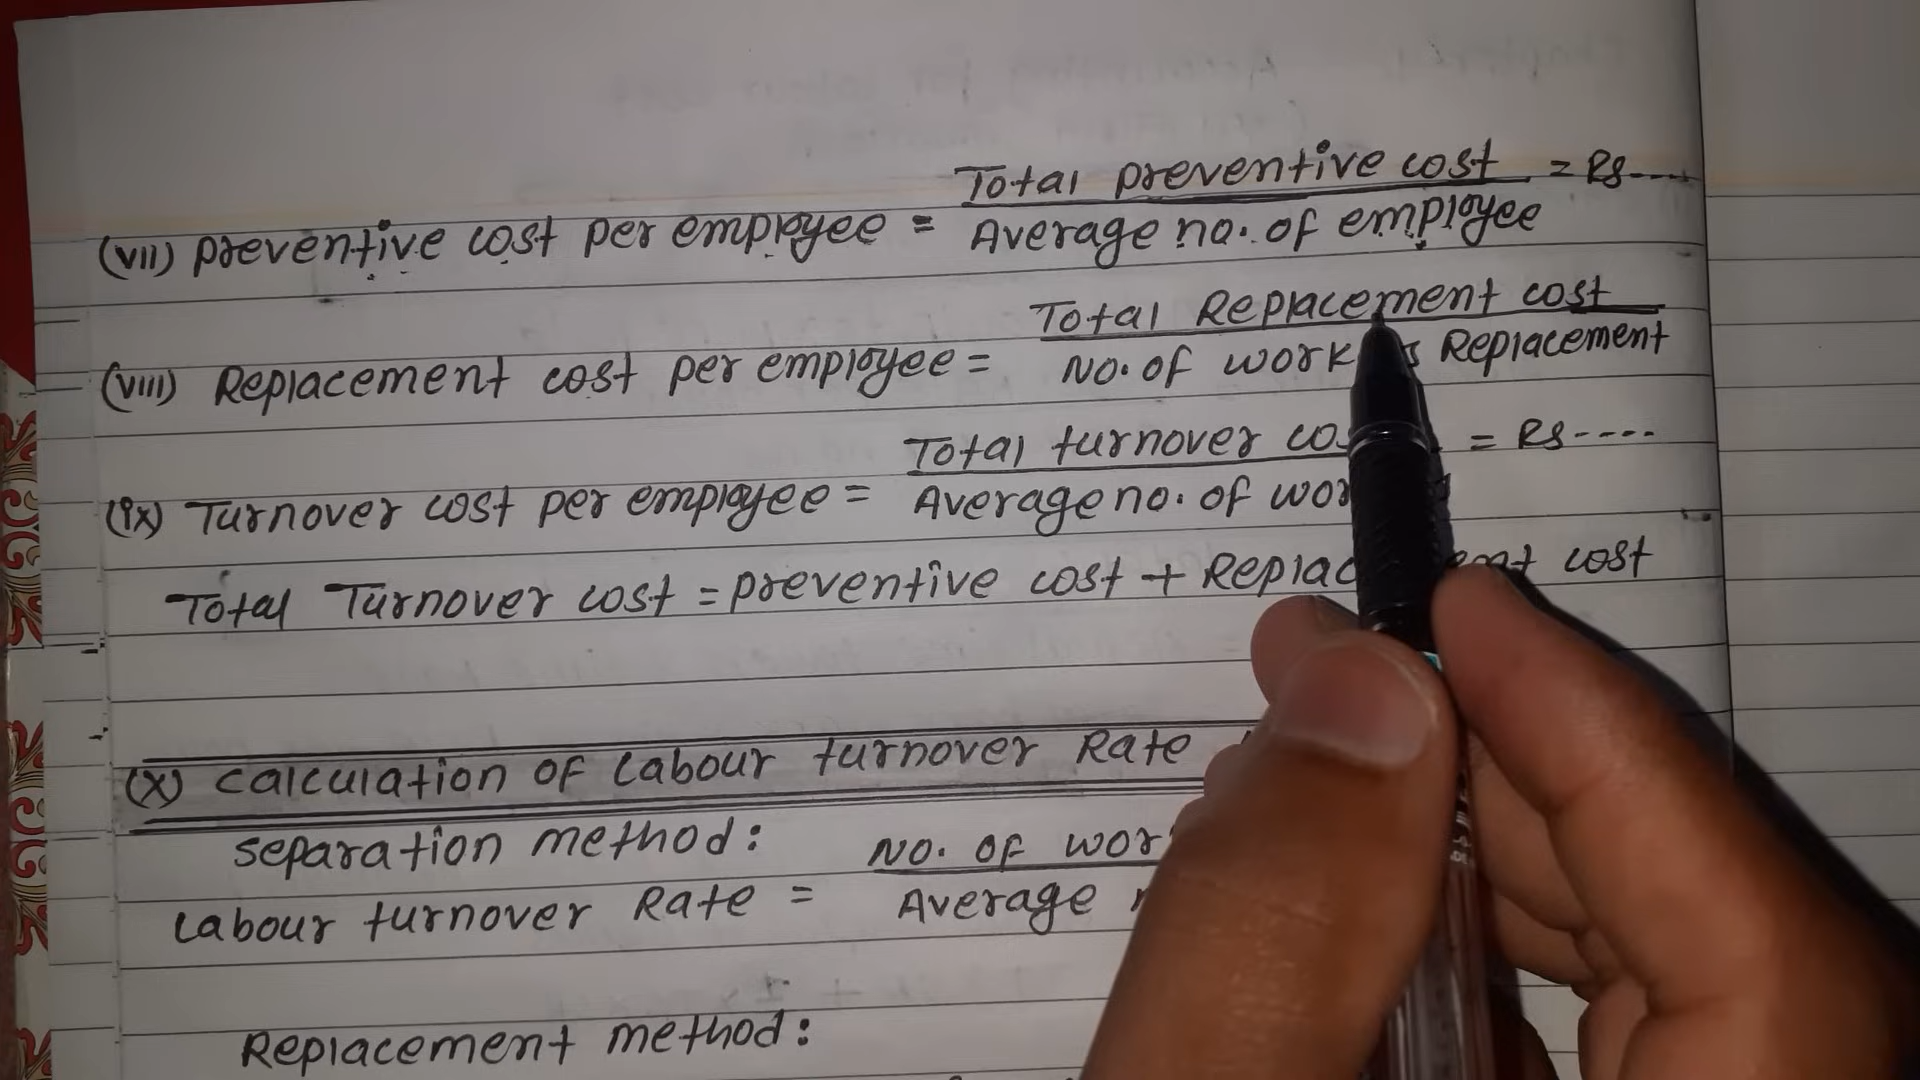 Total preventive cost = Rs----
(vii) preventive cost per employee = Average no. of employee
Total Replacement cost
(viii) Replacement cost per employee = No. of Replacement
Total turnover = Rs----
(ix) Turnover cost per employee = Average no. of
Total Turnover cost = preventive cost + cost
(x) calculation of Labour turnover Rate
separation method: No. of
Labour turnover Rate = Average
Replacement method: